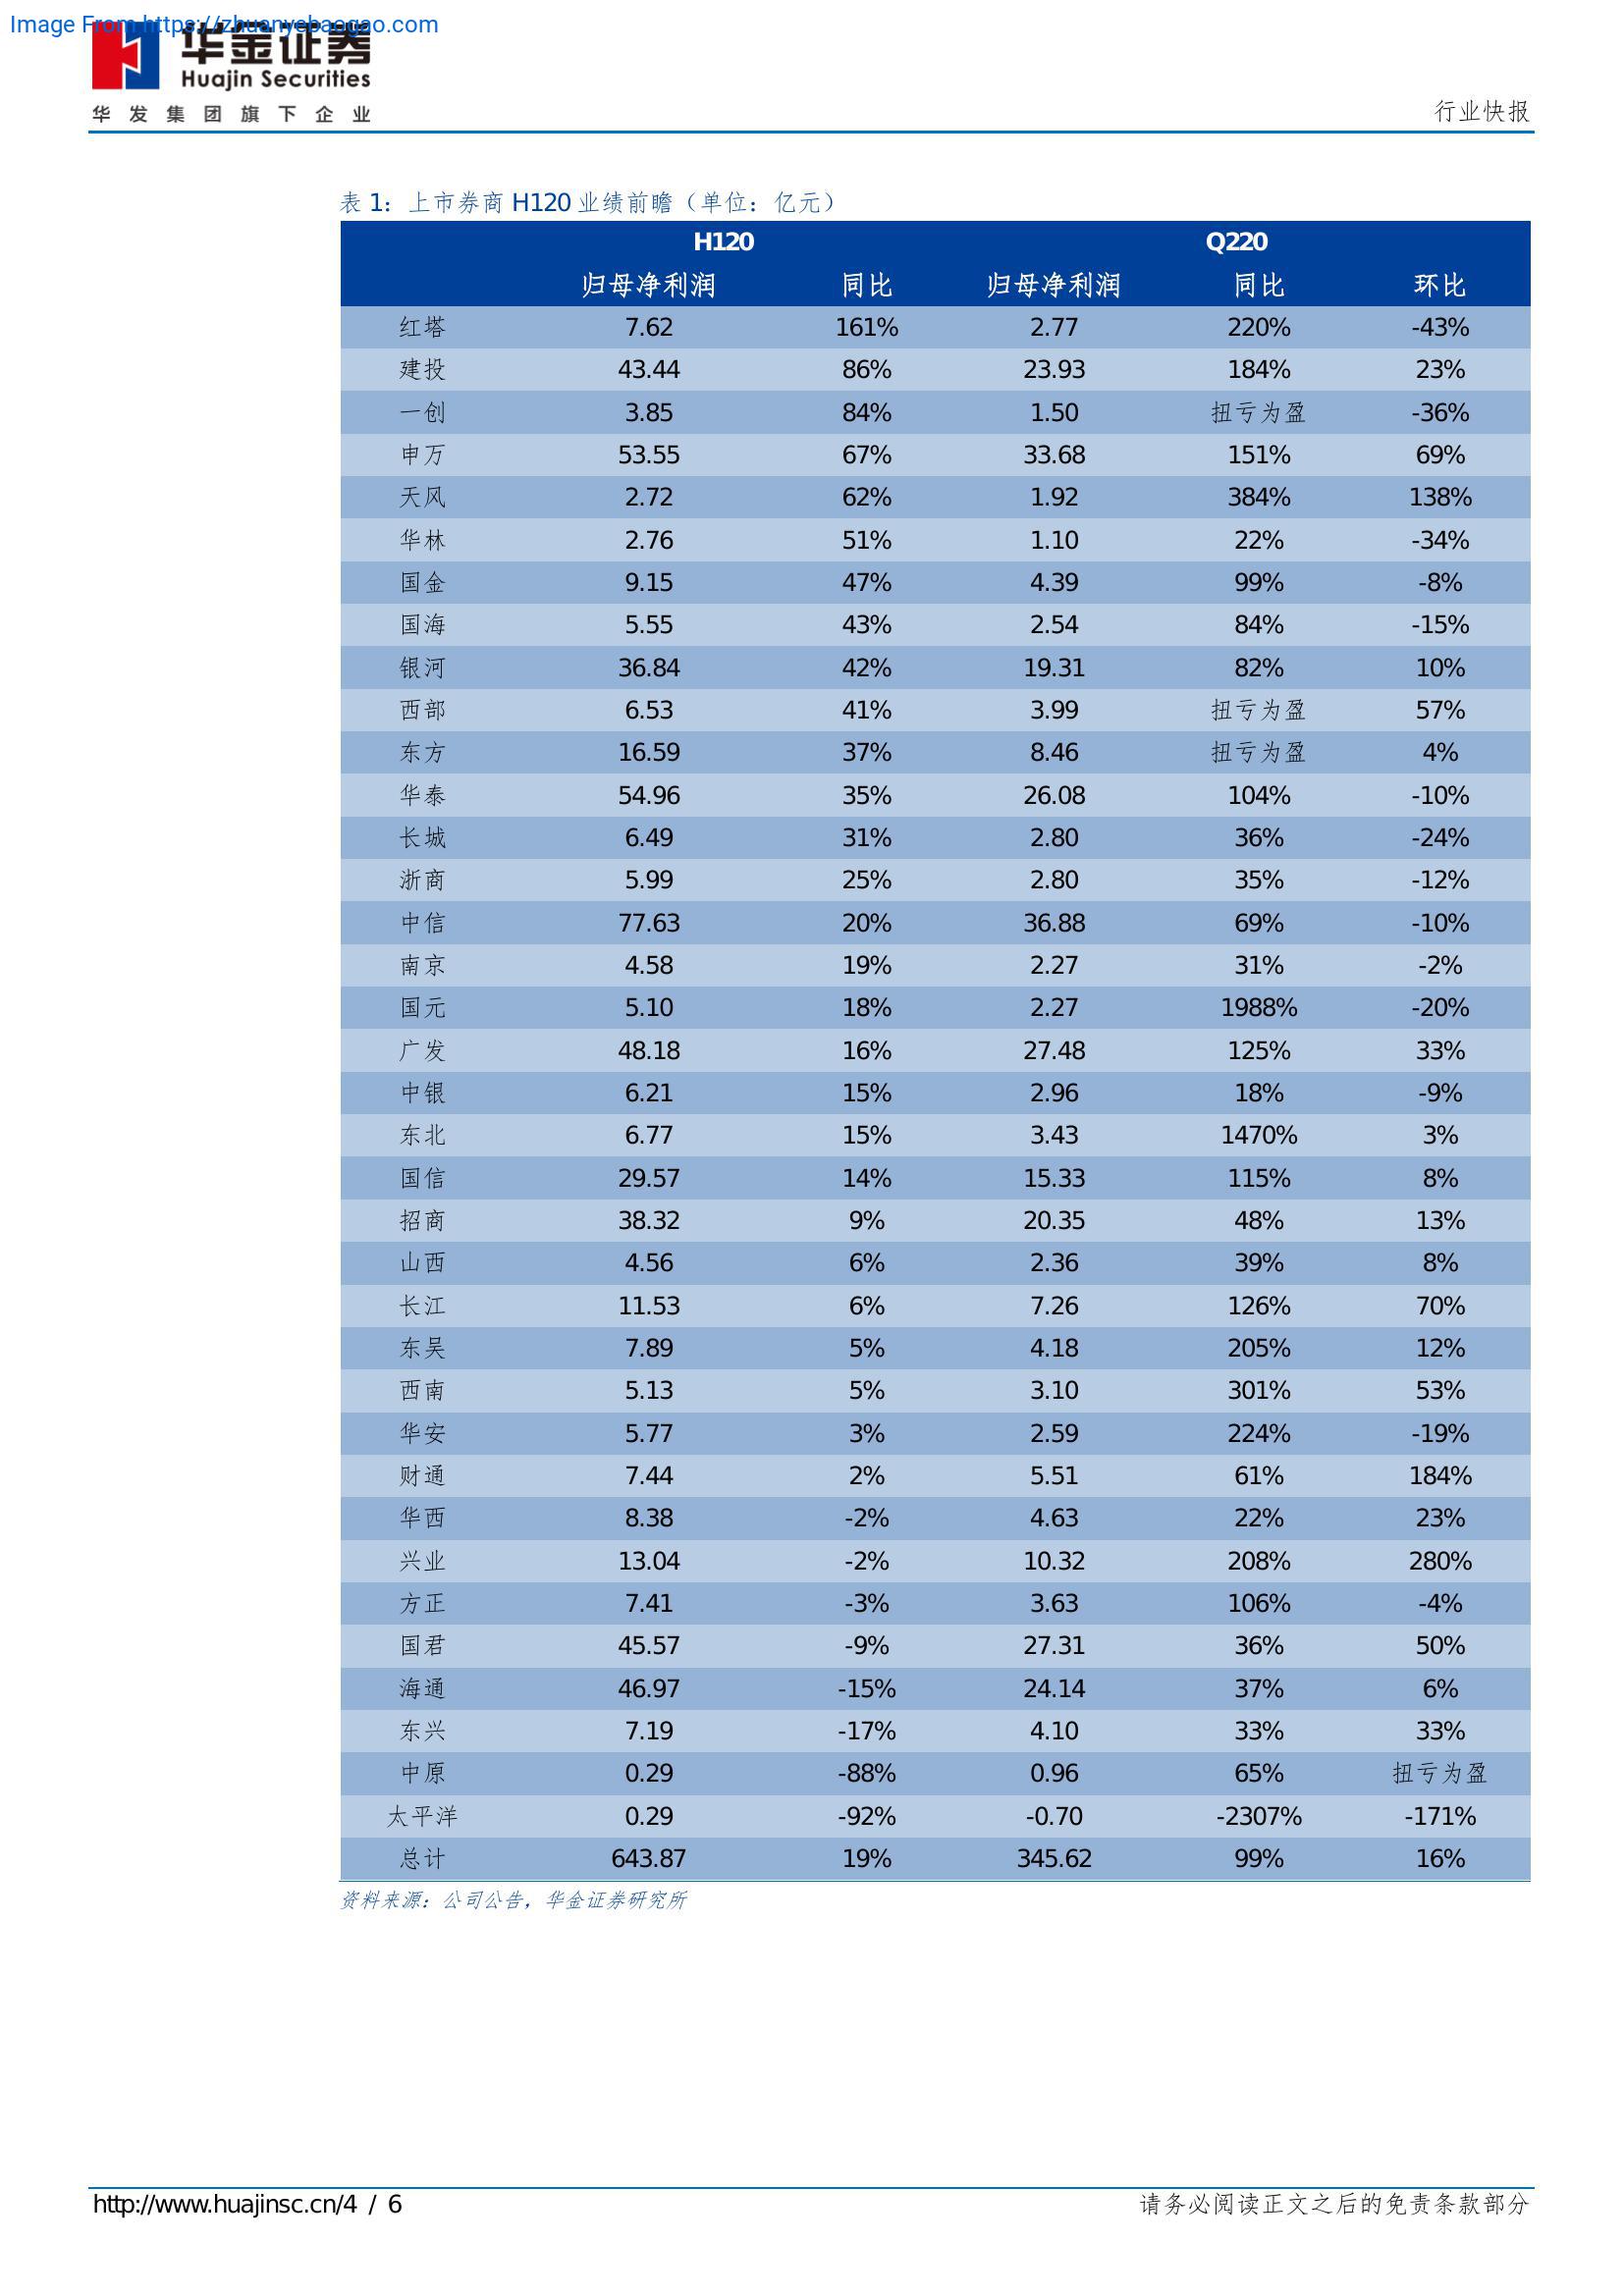 Image From https://zhuanyebaogao.com
华金证券
Huajin Securities
华发集团旗下企业
行业快报
表 1：上市券商 H120 业绩前瞻（单位：亿元）
H120 Q220
归母净利润 同比 归母净利润 同比 环比
红塔 7.62 161% 2.77 220% -43%
建投 43.44 86% 23.93 184% 23%
一创 3.85 84% 1.50 扭亏为盈 -36%
申万 53.55 67% 33.68 151% 69%
天风 2.72 62% 1.92 384% 138%
华林 2.76 51% 1.10 22% -34%
国金 9.15 47% 4.39 99% -8%
国海 5.55 43% 2.54 84% -15%
银河 36.84 42% 19.31 82% 10%
西部 6.53 41% 3.99 扭亏为盈 57%
东方 16.59 37% 8.46 扭亏为盈 4%
华泰 54.96 35% 26.08 104% -10%
长城 6.49 31% 2.80 36% -24%
浙商 5.99 25% 2.80 35% -12%
中信 77.63 20% 36.88 69% -10%
南京 4.58 19% 2.27 31% -2%
国元 5.10 18% 2.27 1988% -20%
广发 48.18 16% 27.48 125% 33%
中银 6.21 15% 2.96 18% -9%
东北 6.77 15% 3.43 1470% 3%
国信 29.57 14% 15.33 115% 8%
招商 38.32 9% 20.35 48% 13%
山西 4.56 6% 2.36 39% 8%
长江 11.53 6% 7.26 126% 70%
东吴 7.89 5% 4.18 205% 12%
西南 5.13 5% 3.10 301% 53%
华安 5.77 3% 2.59 224% -19%
财通 7.44 2% 5.51 61% 184%
华西 8.38 -2% 4.63 22% 23%
兴业 13.04 -2% 10.32 208% 280%
方正 7.41 -3% 3.63 106% -4%
国君 45.57 -9% 27.31 36% 50%
海通 46.97 -15% 24.14 37% 6%
东兴 7.19 -17% 4.10 33% 33%
中原 0.29 -88% 0.96 65% 扭亏为盈
太平洋 0.29 -92% -0.70 -2307% -171%
总计 643.87 19% 345.62 99% 16%
资料来源：公司公告，华金证券研究所
http://www.huajinsc.cn/4 / 6 请务必阅读正文之后的免责条款部分